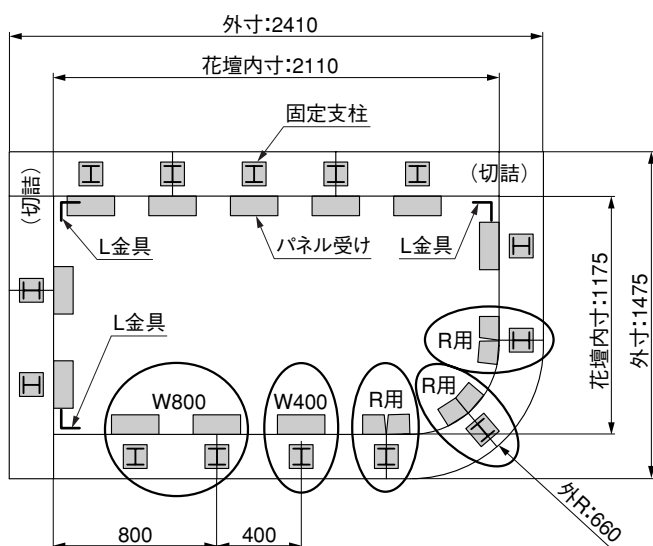 外寸:2410
花壇内寸:2110
固定支柱
(切詰)
(切詰)
L金具
パネル受け
L金具
花壇内寸:1175
外寸:1475
L金具
R用
R用
W800
W400
R用
外R:660
800
400